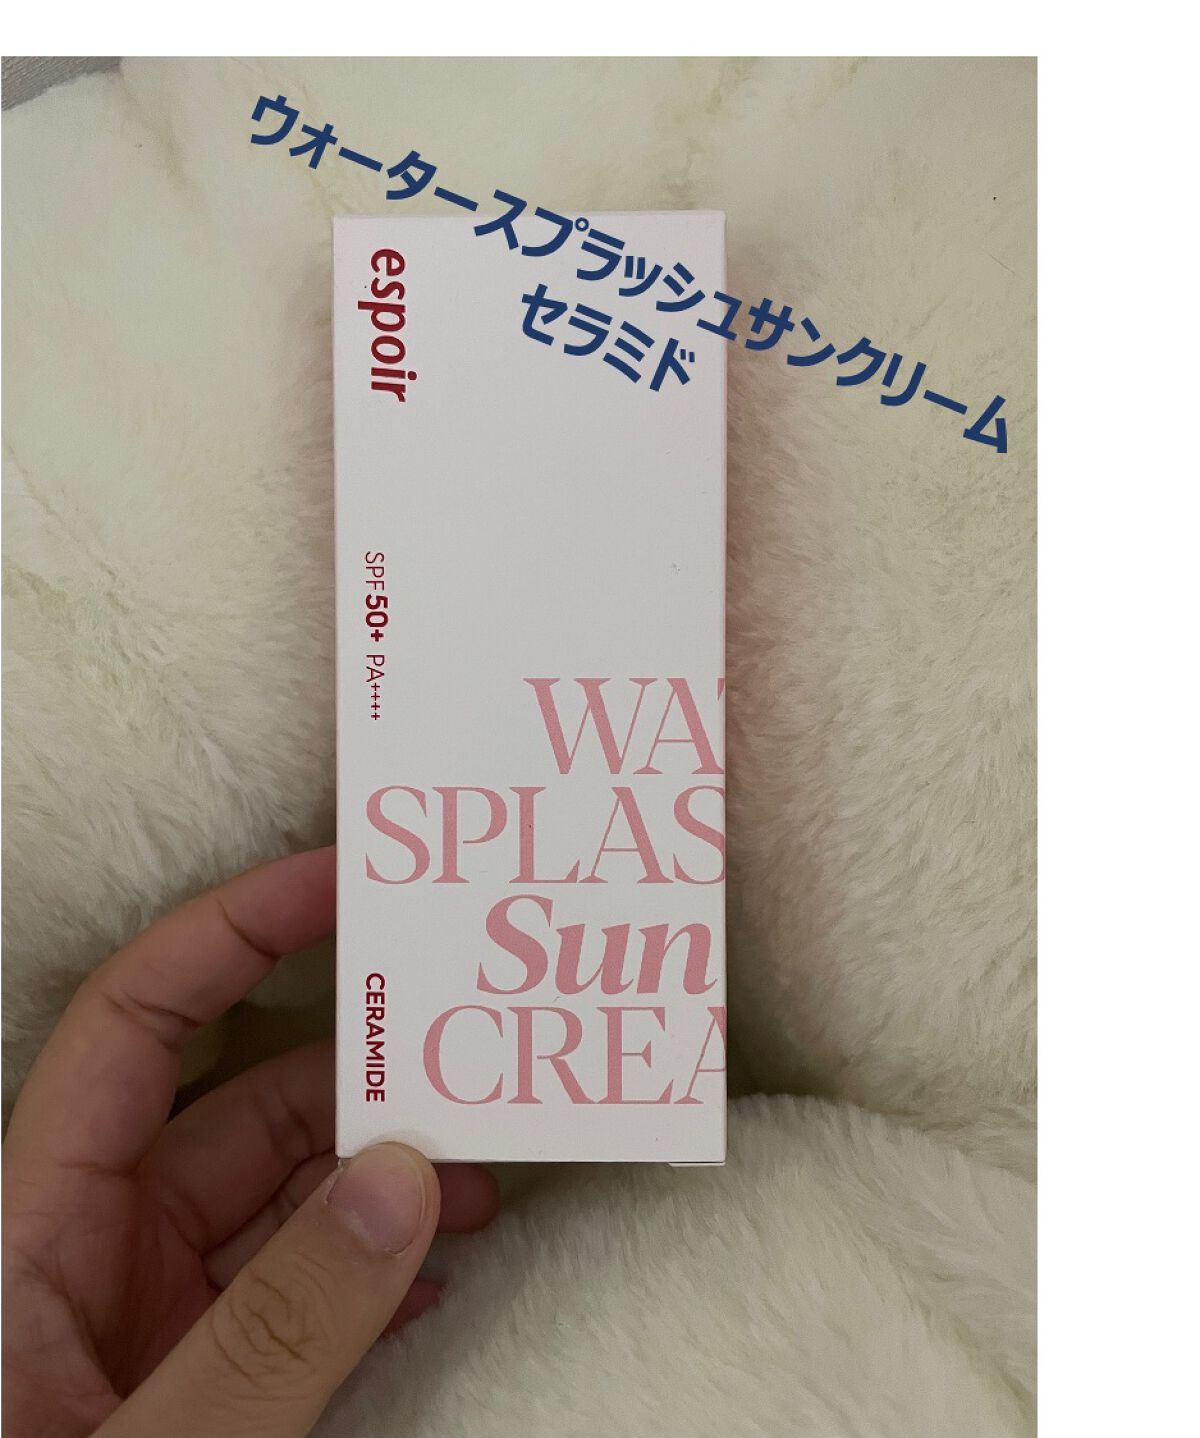 ウォータースプラッシュサンクリーム
セラミド
espoir
SPF50+ PA++++
WAT
SPLAS
Sun
CREA
CERAMIDE